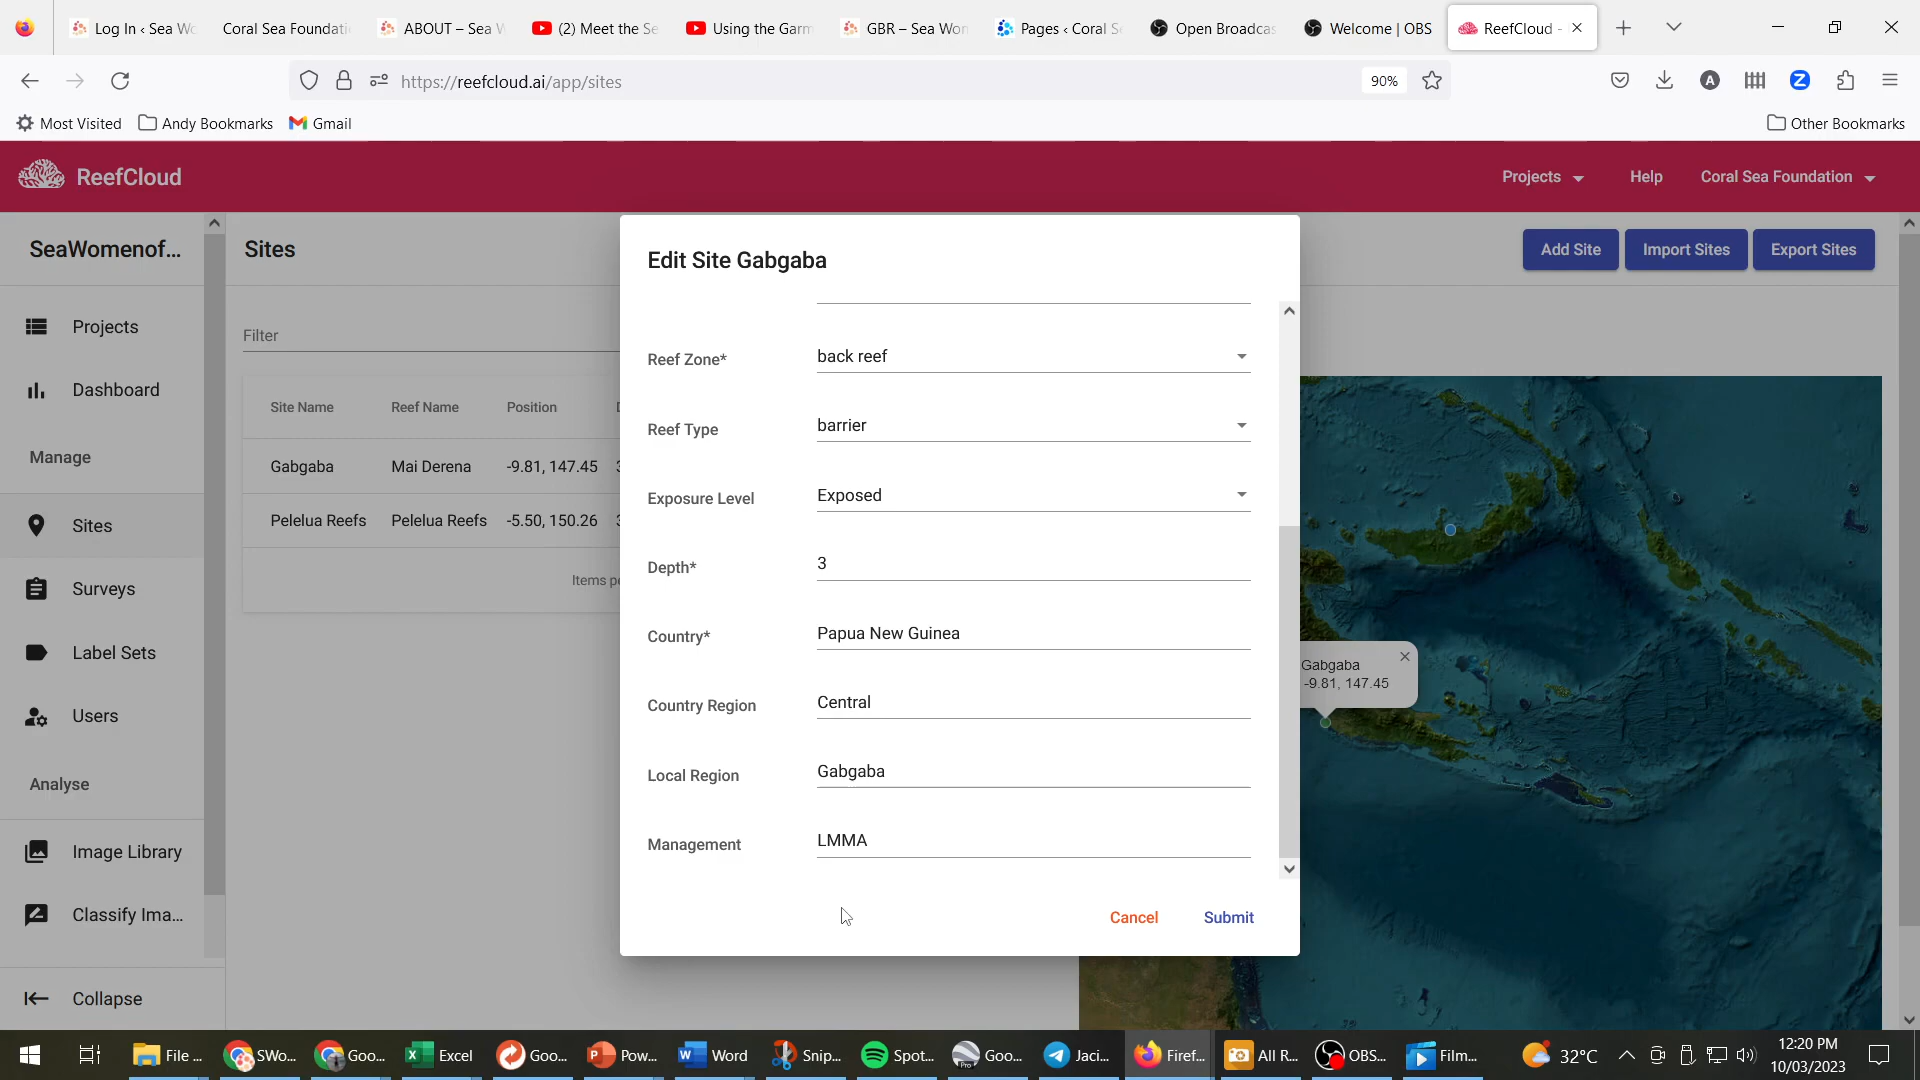 Log In ‹ Sea Wo
Coral Sea Foundati
ABOUT – Sea W
(2) Meet the Se
Using the Garm
GBR – Sea Wom
Pages ‹ Coral S
Open Broadcas
Welcome | OBS
ReefCloud -
https://reefcloud.ai/app/sites
90%
Most Visited
Andy Bookmarks
Gmail
Other Bookmarks
ReefCloud
Projects
Help
Coral Sea Foundation
SeaWomenof...
Sites
Add Site
Import Sites
Export Sites
Projects
Dashboard
Manage
Sites
Surveys
Label Sets
Users
Analyse
Image Library
Classify Ima...
Collapse
Filter
Site Name
Reef Name
Position
Gabgaba
Mai Derena
-9.81, 147.45
Pelelua Reefs
Pelelua Reefs
-5.50, 150.26
Items pe
Edit Site Gabgaba
Reef Zone*
back reef
Reef Type
barrier
Exposure Level
Exposed
Depth*
3
Country*
Papua New Guinea
Country Region
Central
Local Region
Gabgaba
Management
LMMA
Cancel
Submit
Gabgaba
-9.81, 147.45
File ...
SWo...
Goo...
Excel
Goo...
Pow...
Word
Snip...
Spot...
Goo...
Jaci...
Firef...
All R...
OBS...
Film...
32°C
12:20 PM
10/03/2023